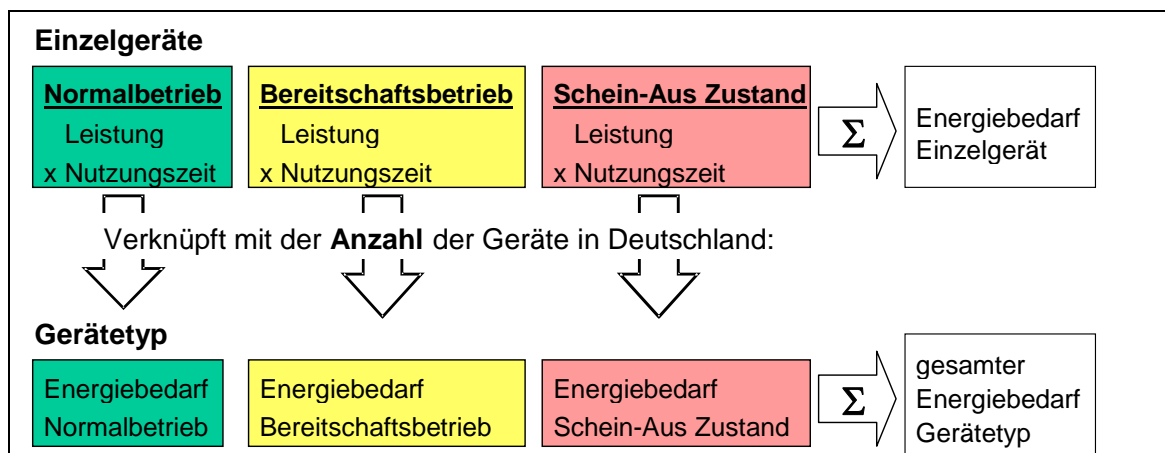 Einzelgeräte
Normalbetrieb
Leistung
x Nutzungszeit
Bereitschaftsbetrieb
Leistung
x Nutzungszeit
Schein-Aus Zustand
Leistung
x Nutzungszeit
Σ
Energiebedarf
Einzelgerät
Verknüpft mit der Anzahl der Geräte in Deutschland:
Gerätetyp
Energiebedarf
Normalbetrieb
Energiebedarf
Bereitschaftsbetrieb
Energiebedarf
Schein-Aus Zustand
Σ
gesamter
Energiebedarf
Gerätetyp